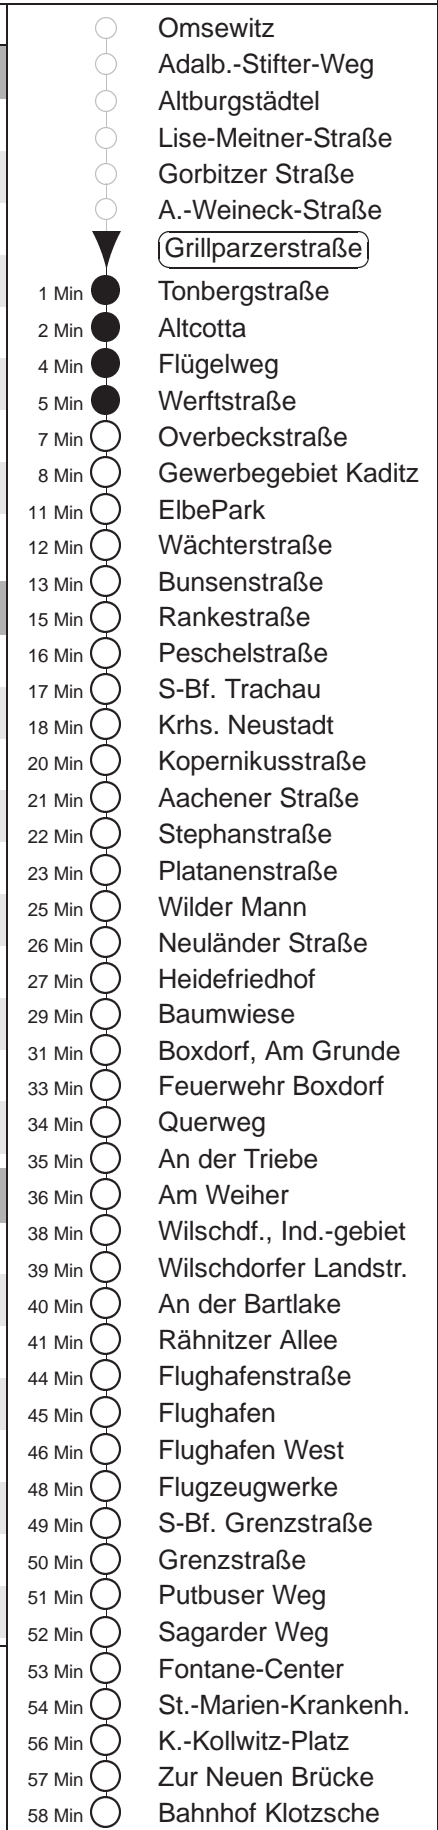 Omsewitz
Adalb.-Stifter-Weg
Altburgstädtel
Lise-Meitner-Straße
Gorbitzer Straße
A.-Weineck-Straße
Grillparzerstraße
1 Min Tonbergstraße
2 Min Altcotta
4 Min Flügelweg
5 Min Werftstraße
7 Min Overbeckstraße
8 Min Gewerbegebiet Kaditz
11 Min ElbePark
12 Min Wächterstraße
13 Min Bunsenstraße
15 Min Rankestraße
16 Min Peschelstraße
17 Min S-Bf. Trachau
18 Min Krhs. Neustadt
20 Min Kopernikusstraße
21 Min Aachener Straße
22 Min Stephanstraße
23 Min Platanenstraße
25 Min Wilder Mann
26 Min Neuländer Straße
27 Min Heidefriedhof
29 Min Baumwiese
31 Min Boxdorf, Am Grunde
33 Min Feuerwehr Boxdorf
34 Min Querweg
35 Min An der Triebe
36 Min Am Weiher
38 Min Wilschdf., Ind.-gebiet
39 Min Wilschdorfer Landstr.
40 Min An der Bartlake
41 Min Rähnitzer Allee
44 Min Flughafenstraße
45 Min Flughafen
46 Min Flughafen West
48 Min Flugzeugwerke
49 Min S-Bf. Grenzstraße
50 Min Grenzstraße
51 Min Putbuser Weg
52 Min Sagarder Weg
53 Min Fontane-Center
54 Min St.-Marien-Krankenh.
56 Min K.-Kollwitz-Platz
57 Min Zur Neuen Brücke
58 Min Bahnhof Klotzsche